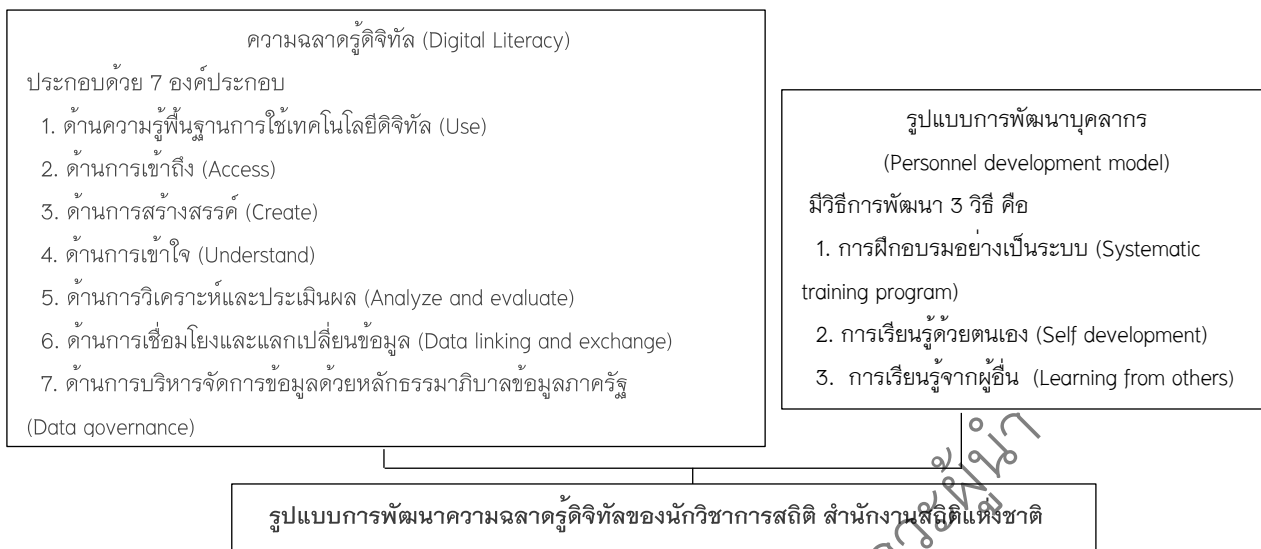 ความฉลาดรู้ดิจิทัล (Digital Literacy)
ประกอบด้วย 7 องค์ประกอบ
1. ด้านความรู้พื้นฐานการใช้เทคโนโลยีดิจิทัล (Use)
2. ด้านการเข้าถึง (Access)
3. ด้านการสร้างสรรค์ (Create)
4. ด้านการเข้าใจ (Understand)
5. ด้านการวิเคราะห์และประเมินผล (Analyze and evaluate)
6. ด้านการเชื่อมโยงและแลกเปลี่ยนข้อมูล (Data linking and exchange)
7. ด้านการบริหารจัดการข้อมูลด้วยหลักธรรมาภิบาลข้อมูลภาครัฐ
(Data governance)
รูปแบบการพัฒนาบุคลากร
(Personnel development model)
มีวิธีการพัฒนา 3 วิธี คือ
1. การฝึกอบรมอย่างเป็นระบบ (Systematic
training program)
2. การเรียนรู้ด้วยตนเอง (Self development)
3. การเรียนรู้จากผู้อื่น (Learning from others)
รูปแบบการพัฒนาความฉลาดรู้ดิจิทัลของนักวิชาการสถิติ สำนักงานสถิติแห่งชาติ